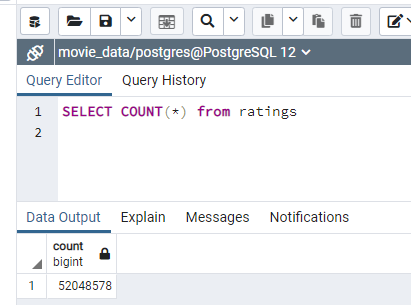 movie_data/postgres@PostgreSQL 12
Query Editor Query History
1 SELECT COUNT(*) from ratings
2
Data Output Explain Messages Notifications
count
bigint
1 52048578